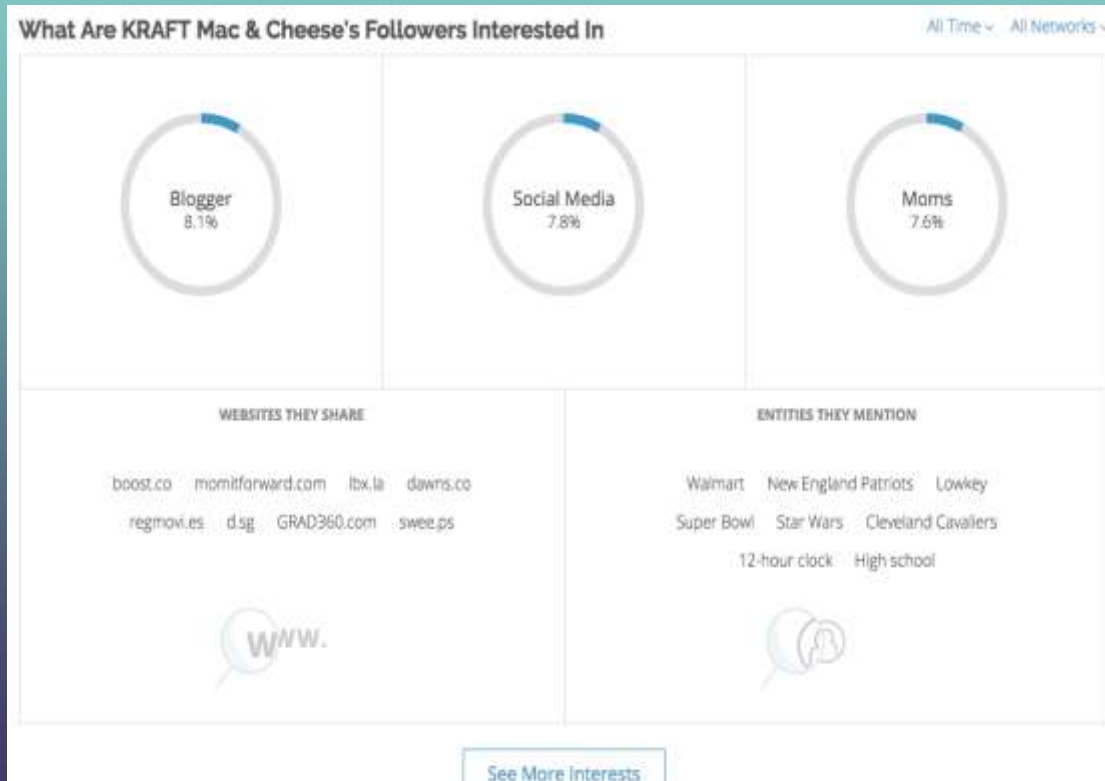 What Are KRAFT Mac & Cheese's Followers Interested In
All Time All Networks
Blogger
8.1%
Social Media
7.8%
Moms
7.6%
WEBSITES THEY SHARE
boost.co momitforward.com lbx.la dawns.co
regmovi.es d.sg GRAD360.com swee.ps
WWW.
ENTITIES THEY MENTION
Walmart New England Patriots Lowkey
Super Bowl Star Wars Cleveland Cavaliers
12-hour clock High school
See More Interests